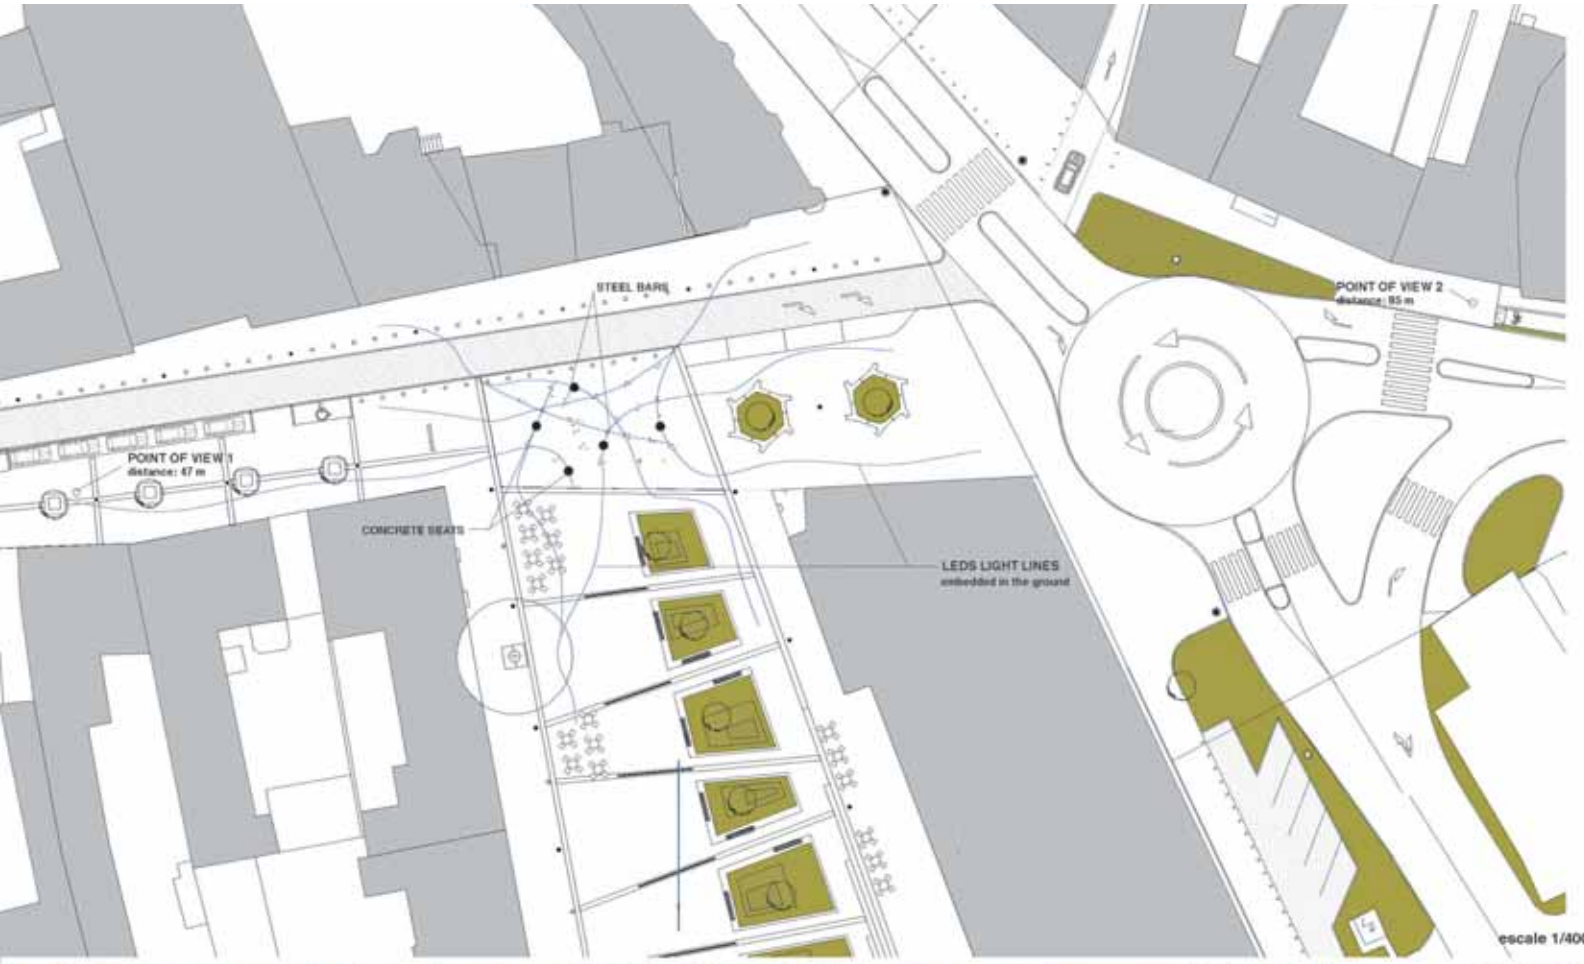 STEEL BARS
POINT OF VIEW 2
distance: 85 m
POINT OF VIEW 1
distance: 47 m
CONCRETE SEATS
LEDS LIGHT LINES
embedded in the ground
escale 1/400